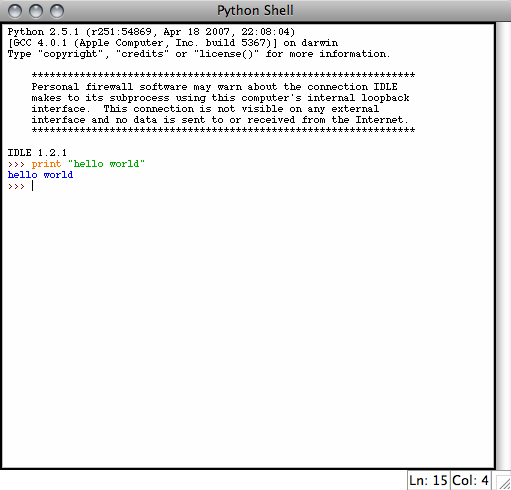 Python Shell
Python 2.5.1 (r251:54869, Apr 18 2007, 22:08:04)
[GCC 4.0.1 (Apple Computer, Inc. build 5367)] on darwin
Type "copyright", "credits" or "license()" for more information.
****************************************************************
Personal firewall software may warn about the connection IDLE
makes to its subprocess using this computer's internal loopback
interface.  This connection is not visible on any external
interface and no data is sent to or received from the Internet.
****************************************************************
IDLE 1.2.1
>>> print "hello world"
hello world
>>>
Ln: 15 Col: 4